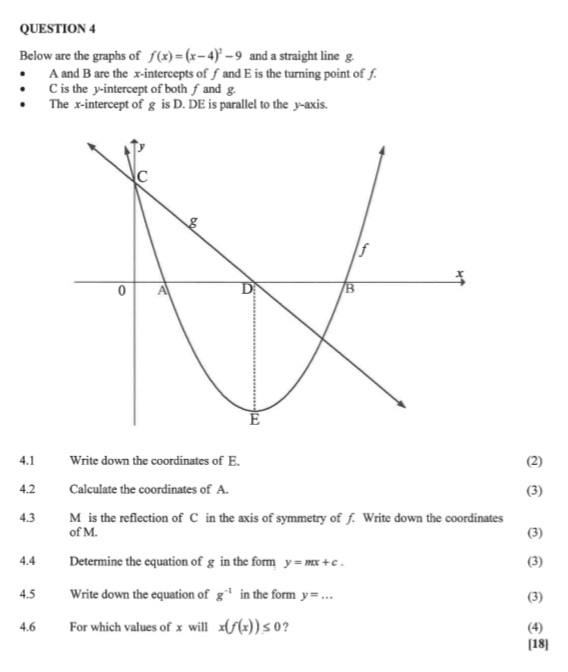 QUESTION 4
Below are the graphs of f(x) = (x − 4)² − 9 and a straight line g.
• A and B are the x-intercepts of f and E is the turning point of f.
• C is the y-intercept of both f and g.
• The x-intercept of g is D. DE is parallel to the y-axis.
y
C
g
f
x
0 A D B
E
4.1 Write down the coordinates of E. (2)
4.2 Calculate the coordinates of A. (3)
4.3 M is the reflection of C in the axis of symmetry of f. Write down the coordinates
of M. (3)
4.4 Determine the equation of g in the form y = mx + c . (3)
4.5 Write down the equation of g⁻¹ in the form y = ... (3)
4.6 For which values of x will x(f(x)) ≤ 0? (4)
[18]